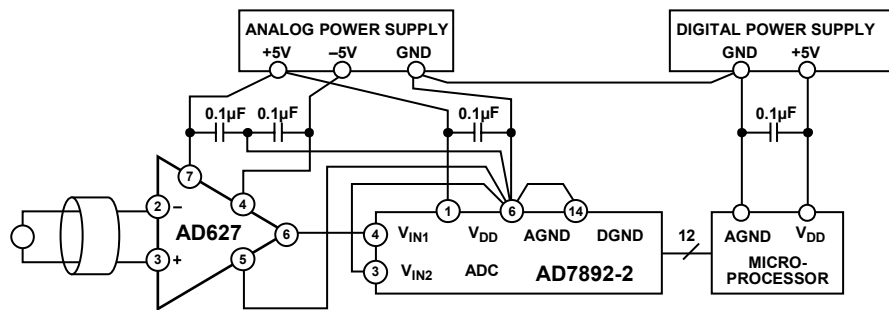 ANALOG POWER SUPPLY
+5V –5V GND
DIGITAL POWER SUPPLY
GND +5V
0.1µF 0.1µF 0.1µF 0.1µF
7
4
2 –
AD627
3 +
5
6
1 6 14
4 VIN1 VDD AGND DGND
3 VIN2 ADC AD7892-2
12
AGND VDD
MICRO-
PROCESSOR